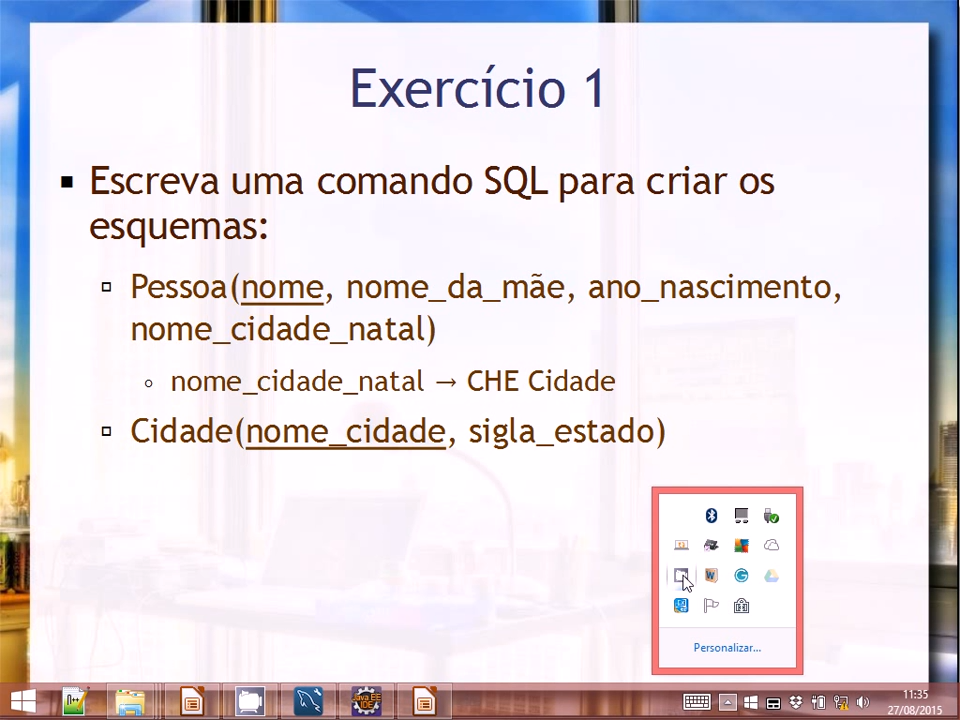 Exercício 1
Escreva uma comando SQL para criar os
esquemas:
Pessoa(nome, nome_da_mãe, ano_nascimento,
nome_cidade_natal)
nome_cidade_natal → CHE Cidade
Cidade(nome_cidade, sigla_estado)
Personalizar...
11:35
27/08/2015